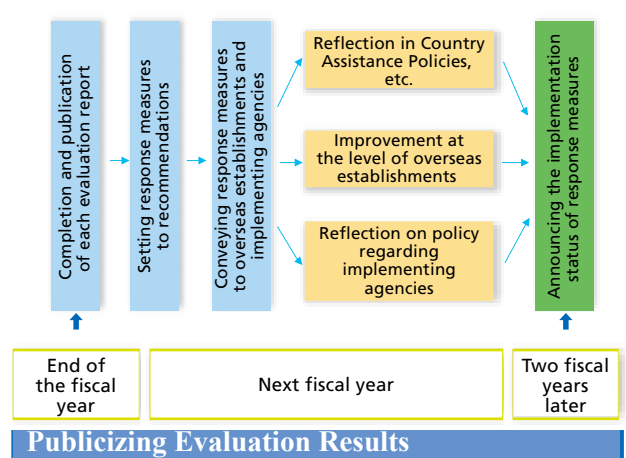 Completion and publication
of each evaluation report
Setting response measures
to recommendations
Conveying response measures
to overseas establishments and
implementing agencies
Reflection in Country
Assistance Policies,
etc.
Improvement at
the level of overseas
establishments
Reflection on policy
regarding
implementing
agencies
Announcing the implementation
status of response measures
End of
the fiscal
year
Next fiscal year
Two fiscal
years
later
Publicizing Evaluation Results